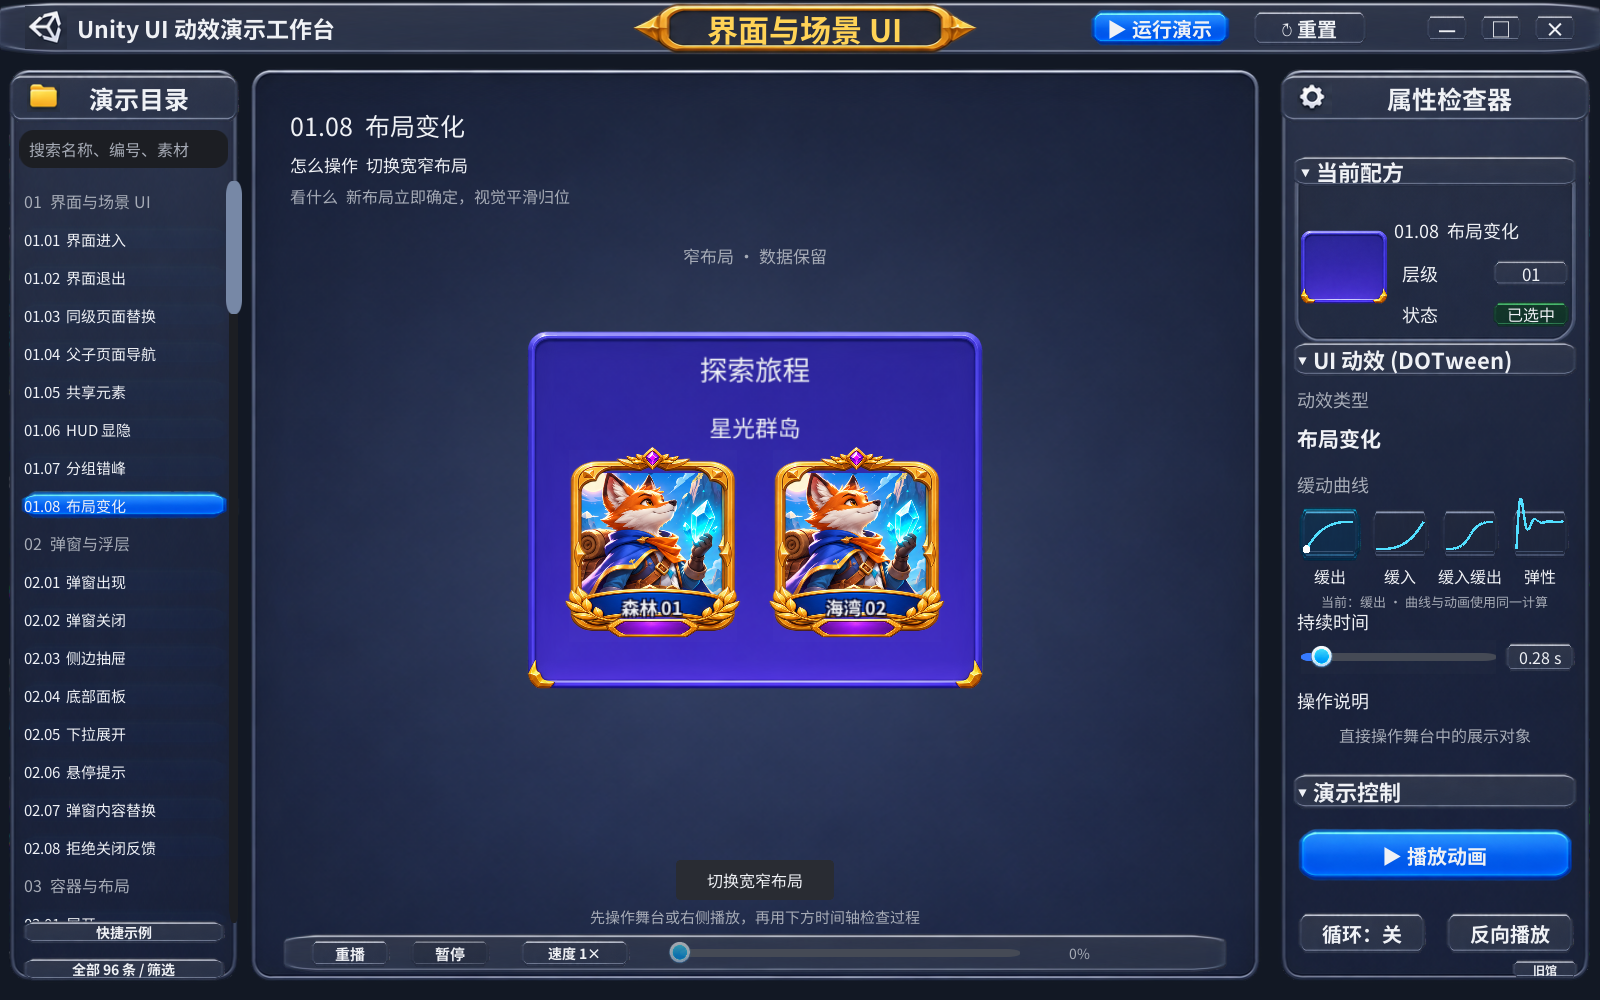 Unity UI 动效演示工作台
界面与场景 UI
▶ 运行演示
重置
演示目录
搜索名称、编号、素材
01 界面与场景 UI
01.01 界面进入
01.02 界面退出
01.03 同级页面替换
01.04 父子页面导航
01.05 共享元素
01.06 HUD 显隐
01.07 分组错峰
01.08 布局变化
02 弹窗与浮层
02.01 弹窗出现
02.02 弹窗关闭
02.03 侧边抽屉
02.04 底部面板
02.05 下拉展开
02.06 悬停提示
02.07 弹窗内容替换
02.08 拒绝关闭反馈
03 容器与布局
快捷示例
全部 96 条 / 筛选
01.08 布局变化
怎么操作 切换宽窄布局
看什么 新布局立即确定，视觉平滑归位
窄布局 • 数据保留
探索旅程
星光群岛
森林.01
海湾.02
切换宽窄布局
先操作舞台或右侧播放，再用下方时间轴检查过程
重播
暂停
速度 1×
0%
属性检查器
▼ 当前配方
01.08 布局变化
层级
01
状态
已选中
▼ UI 动效 (DOTween)
动效类型
布局变化
缓动曲线
缓出
缓入
缓入缓出
弹性
当前：缓出 • 曲线与动画使用同一计算
持续时间
0.28 s
操作说明
直接操作舞台中的展示对象
▼ 演示控制
▶ 播放动画
循环：关
反向播放
旧馆